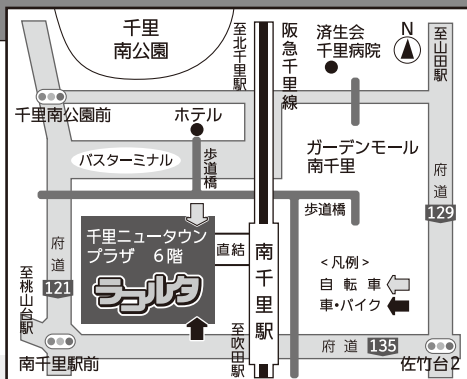 千里
南公園
至北千里駅
阪急千里線
済生会
千里病院
N
至山田駅
千里南公園前
ホテル
バスターミナル
歩道橋
ガーデンモール
南千里
府道
129
歩道橋
千里ニュータウン
プラザ 6階
ラコルタ
直結
南千里駅
府道
121
至桃山台駅
<凡例>
自転車
車・バイク
南千里駅前
至吹田駅
府道 135
佐竹台2